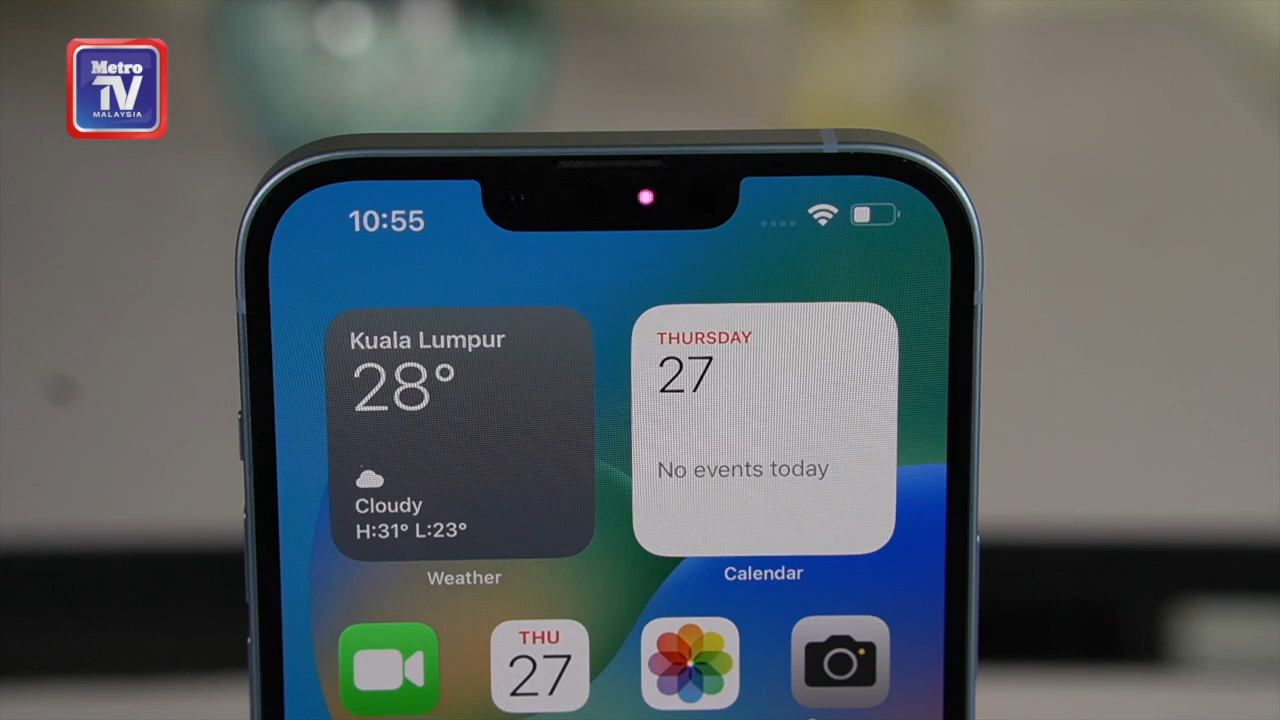 Metro
TV
MALAYSIA
10:55
Kuala Lumpur
28°
Cloudy
H:31° L:23°
Weather
THURSDAY
27
No events today
Calendar
THU
27